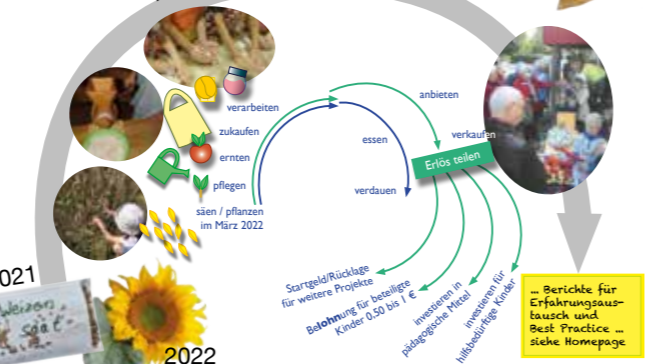 verarbeiten
zukaufen
ernten
pflegen
säen / pflanzen
im März 2022
anbieten
verkaufen
essen
verdauen
Erlös teilen
Startgeld/Rücklage
für weitere Projekte
Belohnung für beteiligte
Kinder 0.50 bis 1 €
investieren in
pädagogische Mittel
investieren für
hilfsbedürftige Kinder
... Berichte für
Erfahrungsaus-
tausch und
Best Practice ...
siehe Homepage
021
Weizen
saat
2022